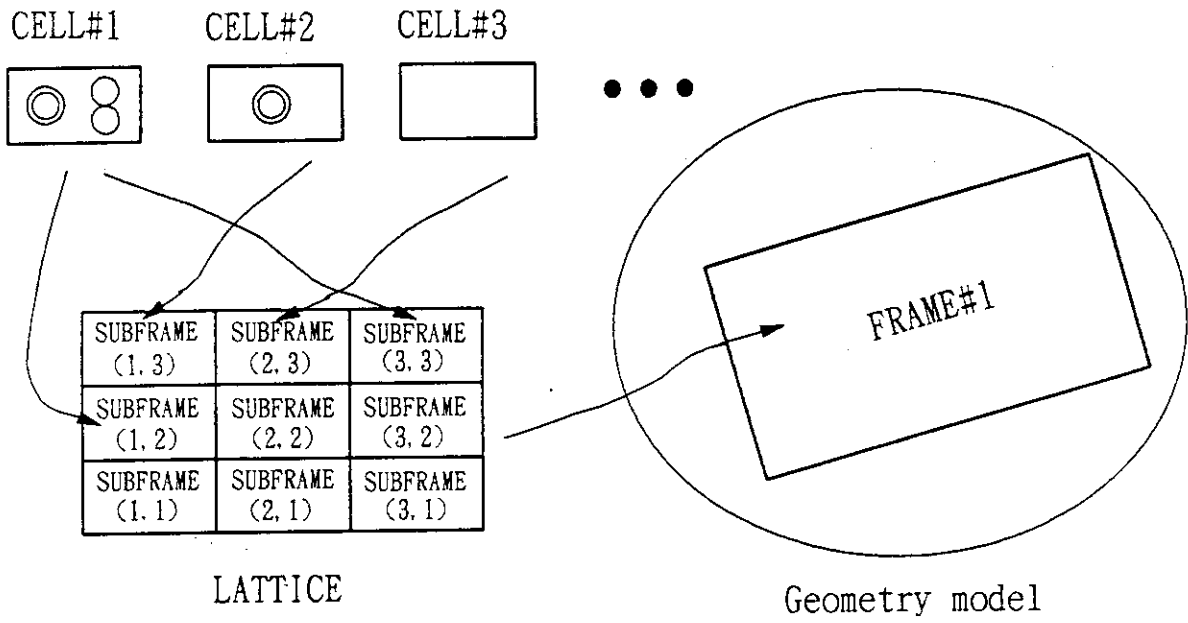 CELL#1
CELL#2
CELL#3
SUBFRAME
(1,3)
SUBFRAME
(2,3)
SUBFRAME
(3,3)
SUBFRAME
(1,2)
SUBFRAME
(2,2)
SUBFRAME
(3,2)
SUBFRAME
(1,1)
SUBFRAME
(2,1)
SUBFRAME
(3,1)
LATTICE
FRAME#1
Geometry model